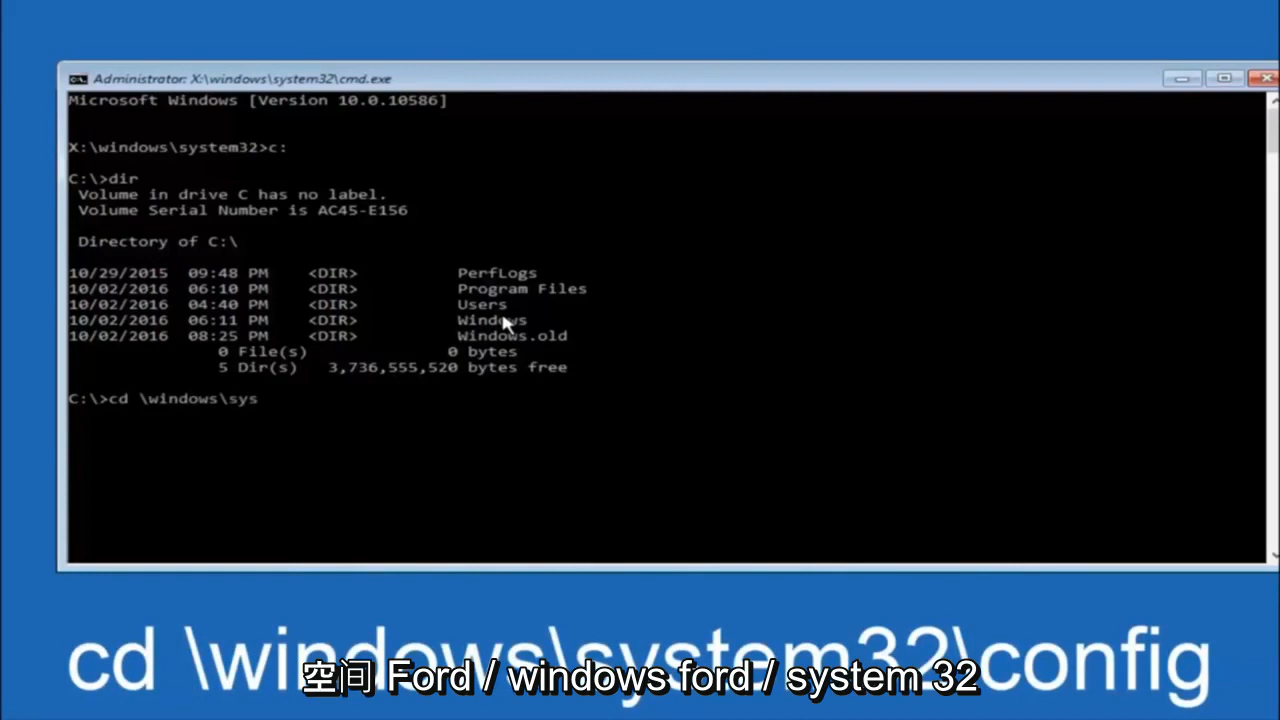 Administrator: X:\windows\system32\cmd.exe
Microsoft Windows [Version 10.0.10586]
X:\windows\system32>c:
C:\>dir
Volume in drive C has no label.
Volume Serial Number is AC45-E156
Directory of C:\
10/29/2015 09:48 PM <DIR> PerfLogs
10/02/2016 06:10 PM <DIR> Program Files
10/02/2016 04:40 PM <DIR> Users
10/02/2016 06:11 PM <DIR> Windows
10/02/2016 08:25 PM <DIR> Windows.old
0 File(s) 0 bytes
5 Dir(s) 3,736,555,520 bytes free
C:\>cd \windows\sys
cd \windows\system32\config
空间 Ford / windows ford / system 32